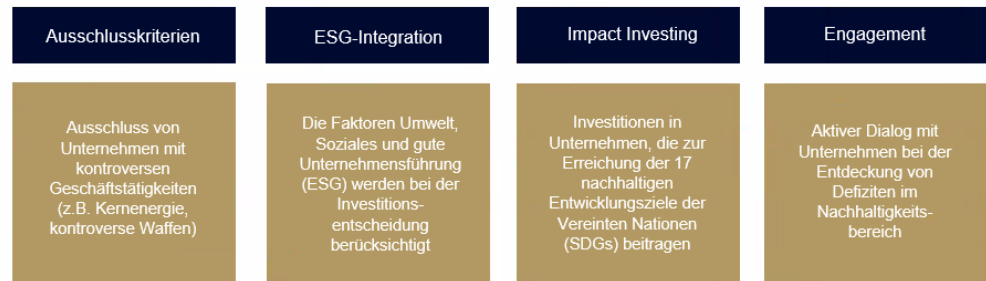 Ausschlusskriterien
ESG-Integration
Impact Investing
Engagement
Ausschluss von
Unternehmen mit
kontroversen
Geschäftstätigkeiten
(z.B. Kernenergie,
kontroverse Waffen)
Die Faktoren Umwelt,
Soziales und gute
Unternehmensführung
(ESG) werden bei der
Investitions-
entscheidung
berücksichtigt
Investitionen in
Unternehmen, die zur
Erreichung der 17
nachhaltigen
Entwicklungsziele der
Vereinten Nationen
(SDGs) beitragen
Aktiver Dialog mit
Unternehmen bei der
Entdeckung von
Defiziten im
Nachhaltigkeits-
bereich